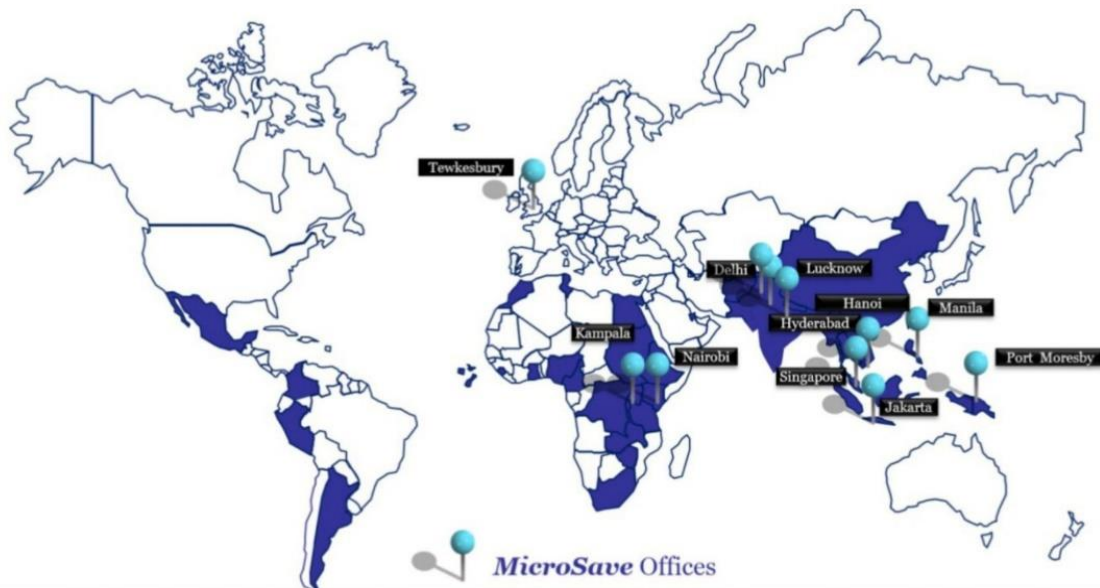 Tewkesbury
Delhi
Lucknow
Hanoi
Manila
Hyderabad
Kampala
Nairobi
Port Moresby
Singapore
Jakarta
MicroSave Offices